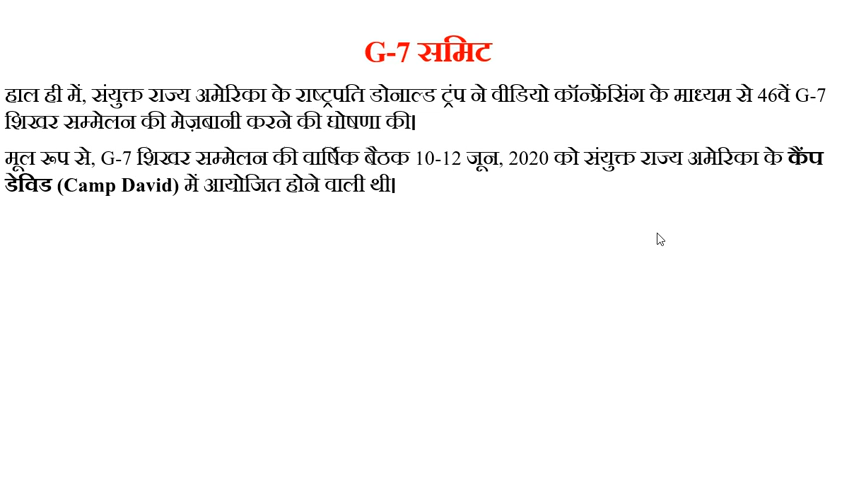 G-7 समिट
हाल ही में, संयुक्त राज्य अमेरिका के राष्ट्रपति डोनाल्ड ट्रंप ने वीडियो कॉन्फ्रेंसिंग के माध्यम से 46वें G-7
शिखर सम्मेलन की मेज़बानी करने की घोषणा की।
मूल रूप से, G-7 शिखर सम्मेलन की वार्षिक बैठक 10-12 जून, 2020 को संयुक्त राज्य अमेरिका के कैंप
डेविड (Camp David) में आयोजित होने वाली थी।